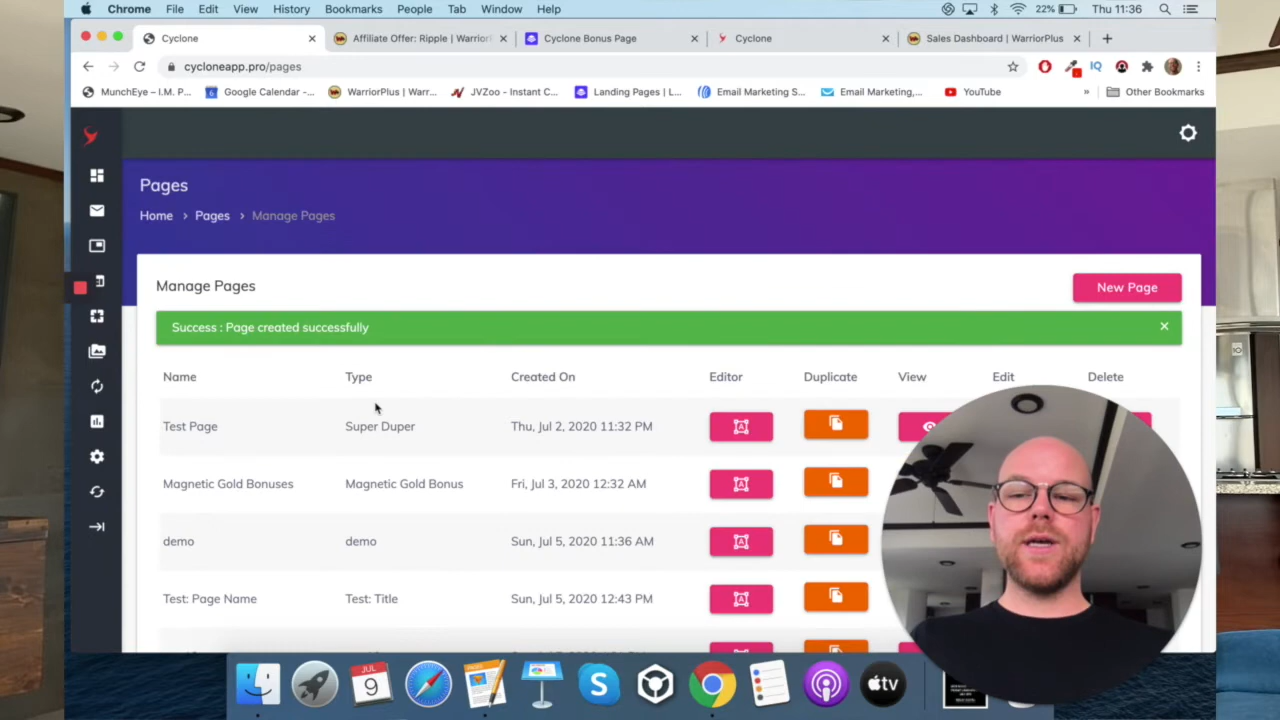 Chrome File Edit View History Bookmarks People Tab Window Help 22% Thu 11:36
Cyclone Affiliate Offer: Ripple | Warrior Cyclone Bonus Page Cyclone Sales Dashboard | WarriorPlus
cycloneapp.pro/pages IQ
MunchEye – I.M. P... Google Calendar -... WarriorPlus | Warr... JVZoo - Instant C... Landing Pages | L... Email Marketing S... Email Marketing,... YouTube » Other Bookmarks
Pages
Home > Pages > Manage Pages
Manage Pages
New Page
Success : Page created successfully ×
Name Type Created On Editor Duplicate View Edit Delete
Test Page Super Duper Thu, Jul 2, 2020 11:32 PM
Magnetic Gold Bonuses Magnetic Gold Bonus Fri, Jul 3, 2020 12:32 AM
demo demo Sun, Jul 5, 2020 11:36 AM
Test: Page Name Test: Title Sun, Jul 5, 2020 12:43 PM
JUL
9
PAGES
S
tv